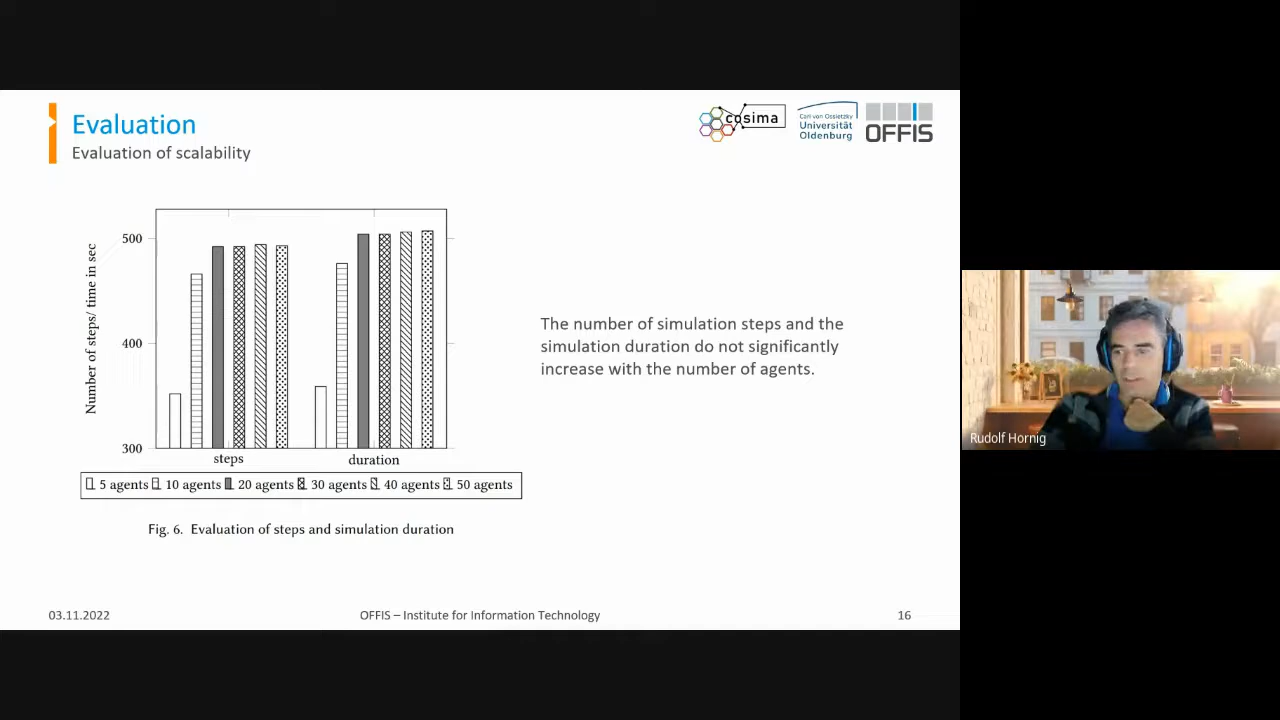 Evaluation
Evaluation of scalability
cosima
Carl von Ossietzky
Universität
Oldenburg
OFFIS
Number of steps/ time in sec
500
400
300
steps
duration
5 agents 10 agents 20 agents 30 agents 40 agents 50 agents
Fig. 6. Evaluation of steps and simulation duration
The number of simulation steps and the
simulation duration do not significantly
increase with the number of agents.
Rudolf Hornig
03.11.2022
OFFIS – Institute for Information Technology
16